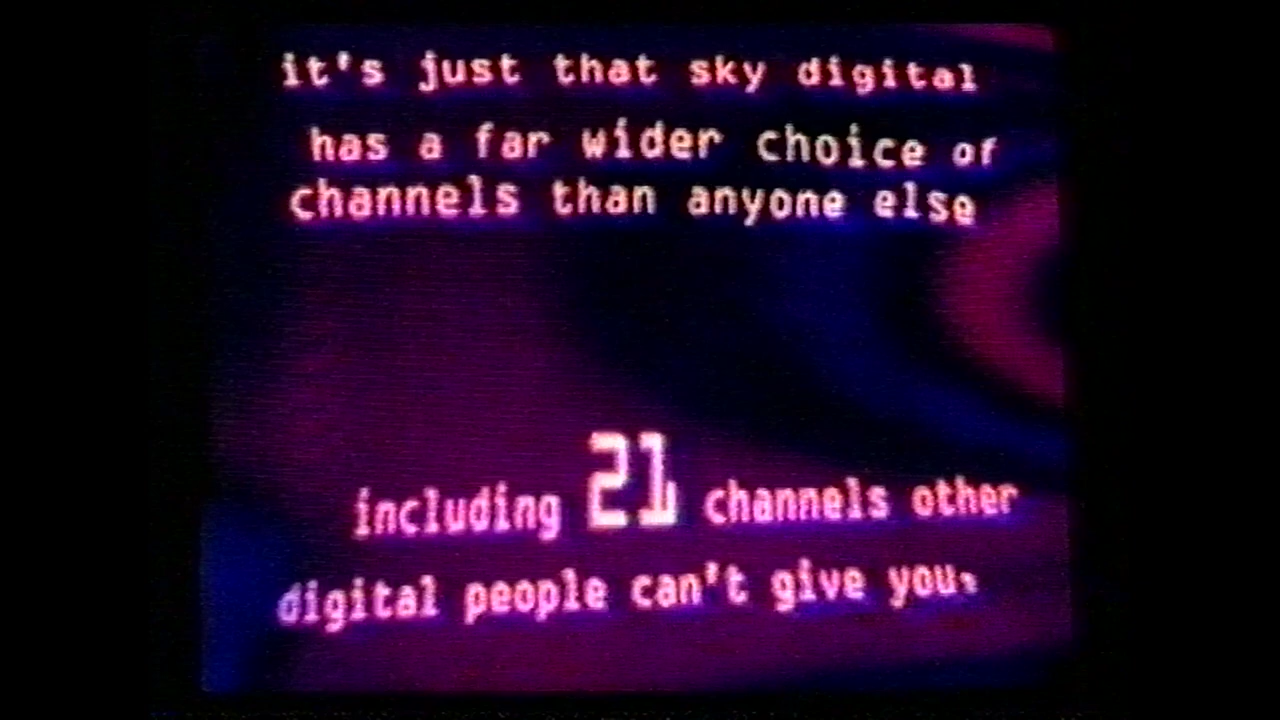 it's just that sky digital
has a far wider choice of
channels than anyone else
including 21 channels other
digital people can't give you.